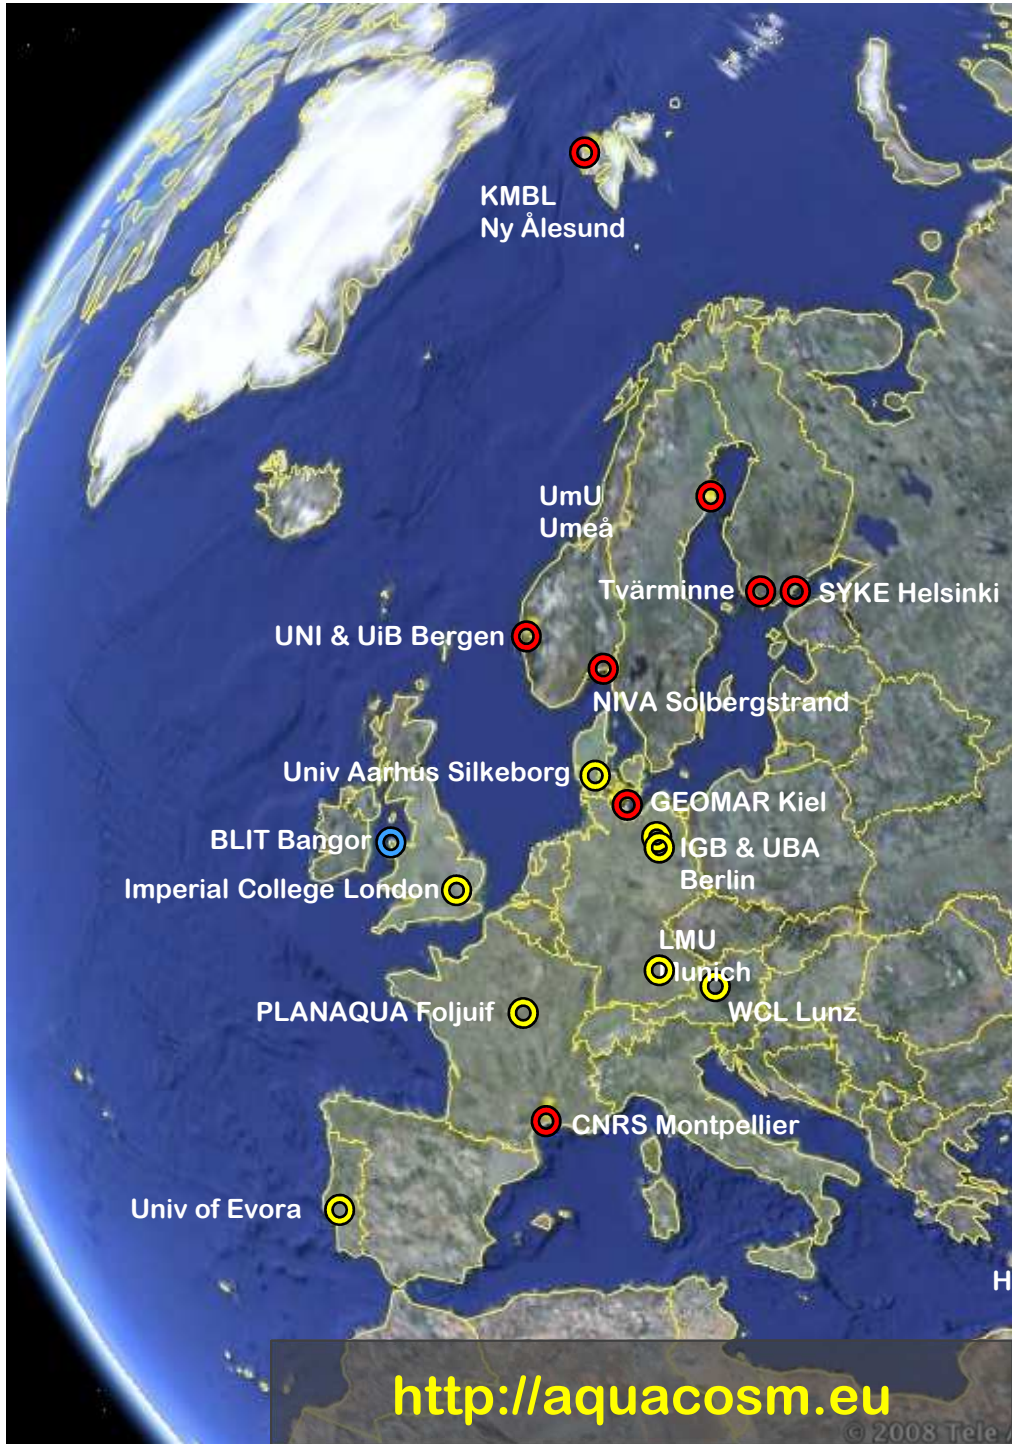 KMBL
Ny Ålesund
UmU
Umeå
Tvärminne
SYKE Helsinki
UNI & UiB Bergen
NIVA Solbergstrand
Univ Aarhus Silkeborg
GEOMAR Kiel
BLIT Bangor
IGB & UBA
Berlin
Imperial College London
LMU
Munich
WCL Lunz
PLANAQUA Foljuif
CNRS Montpellier
Univ of Evora
H
http://aquacosm.eu
© 2008 Tele A